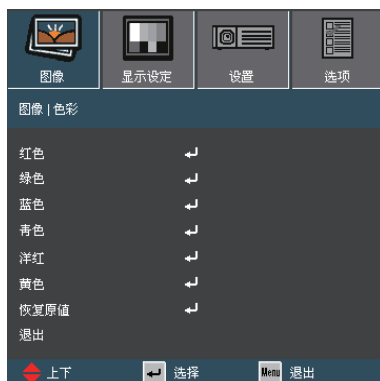 图像 显示设定 设置 选项
图像 | 色彩
红色
绿色
蓝色
青色
洋红
黄色
恢复原值
退出
上下 选择 Menu 退出